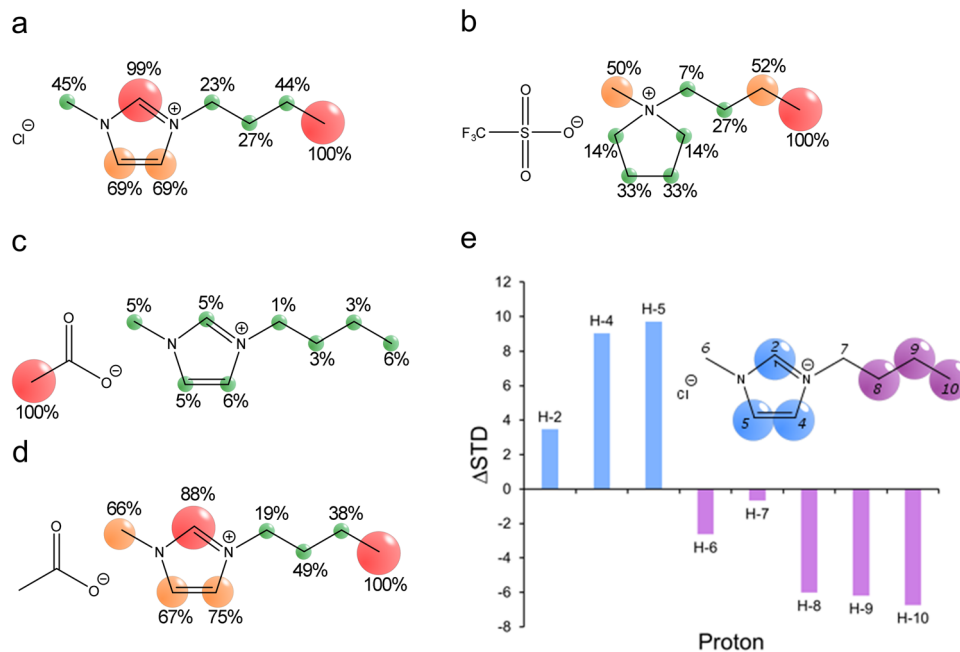 a
99%
45%
23%
44%
N
N
⊕
Cl⊖
27%
100%
69%
69%
b
50%
7%
52%
O
⊕
N
F₃C
S
O⊖
O
27%
100%
14%
14%
33%
33%
c
5%
5%
1%
3%
O
N
N
⊕
O⊖
3%
6%
100%
5%
6%
d
88%
66%
19%
38%
O
N
N
⊕
O⊖
49%
100%
67%
75%
e
12
10
8
6
4
2
0
-2
-4
-6
-8
ΔSTD
H-2
H-4
H-5
H-6
H-7
H-8
H-9
H-10
Proton
6
2
7
9
N
N
⊖
Cl⊖
8
10
5
4